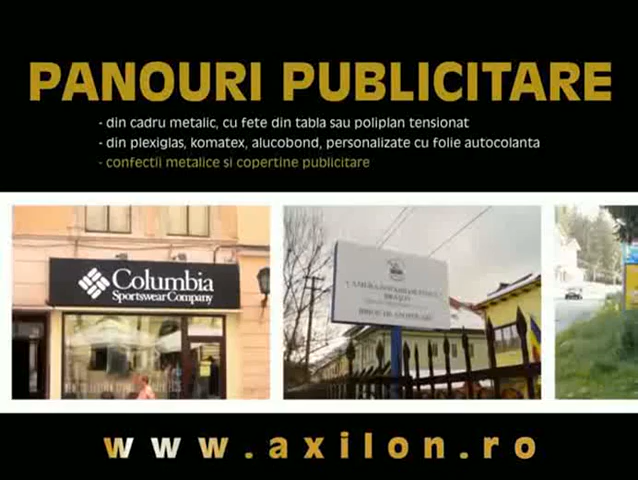 PANOURI PUBLICITARE
- din cadru metalic, cu fete din tabla sau poliplan tensionat
- din plexiglas, komatex, alucobond, personalizate cu folie autocolanta
- confectii metalice si copertine publicitare
Columbia
Sportswear Company
www.axilon.ro